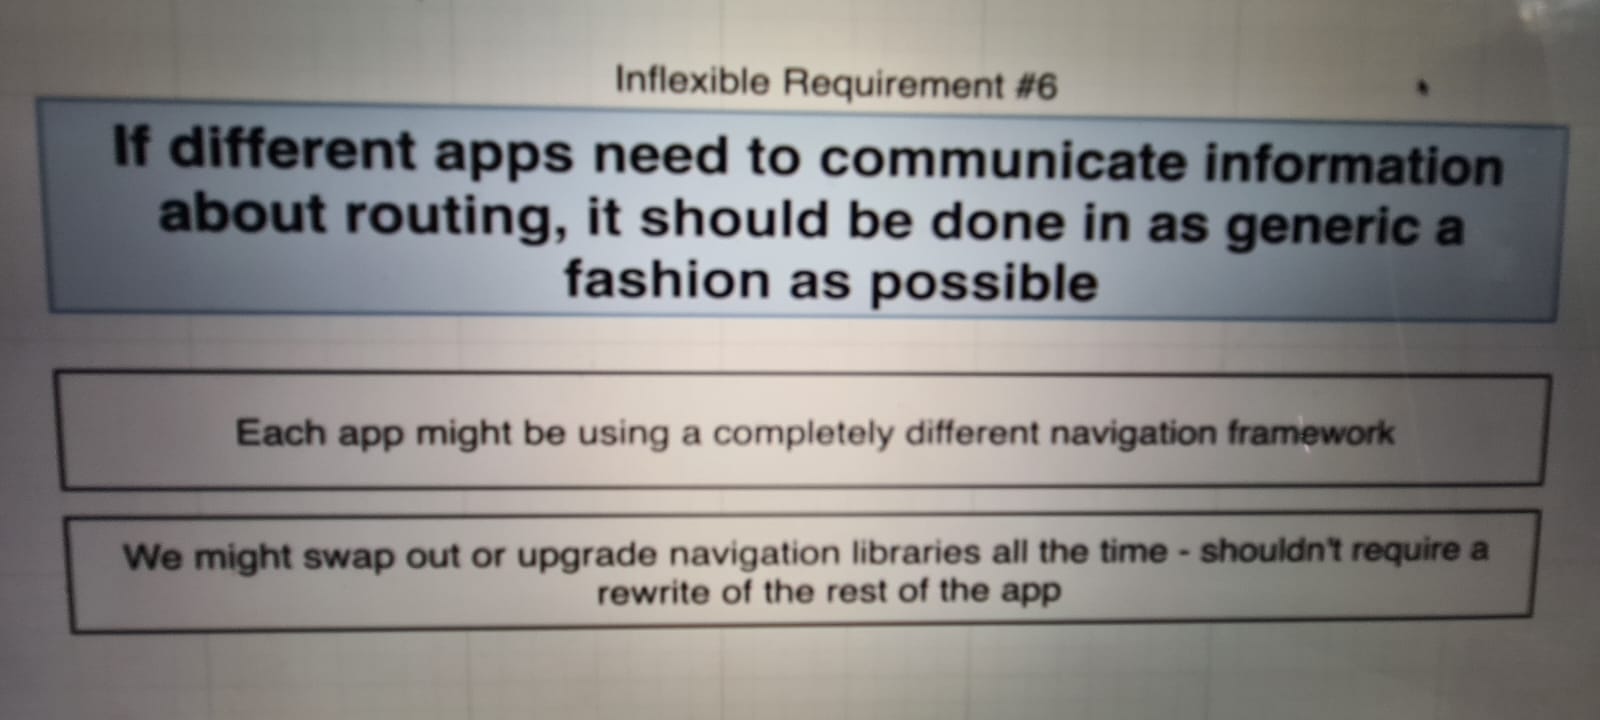 Inflexible Requirement #6
If different apps need to communicate information
about routing, it should be done in as generic a
fashion as possible
Each app might be using a completely different navigation framework
We might swap out or upgrade navigation libraries all the time - shouldn't require a
rewrite of the rest of the app